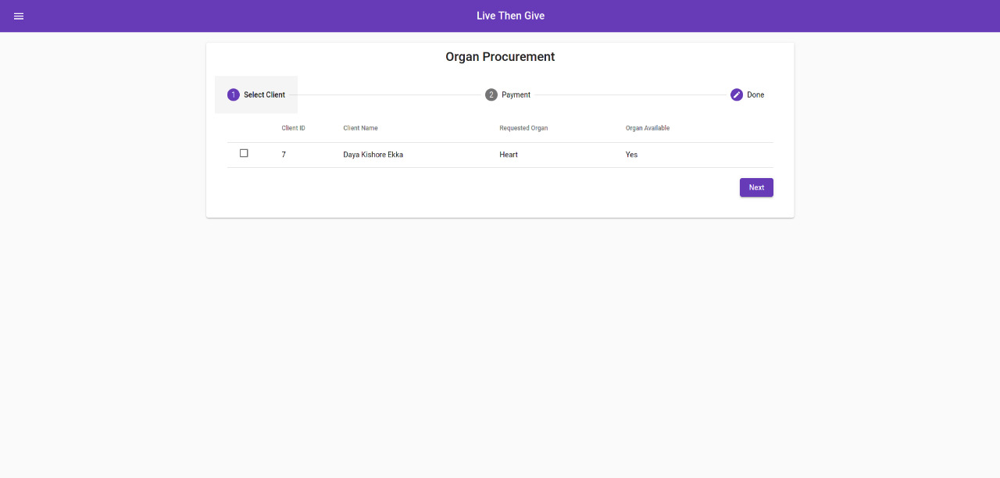 Live Then Give
Organ Procurement
1 Select Client
2 Payment
Done
Client ID Client Name Requested Organ Organ Available
7 Daya Kishore Ekka Heart Yes
Next